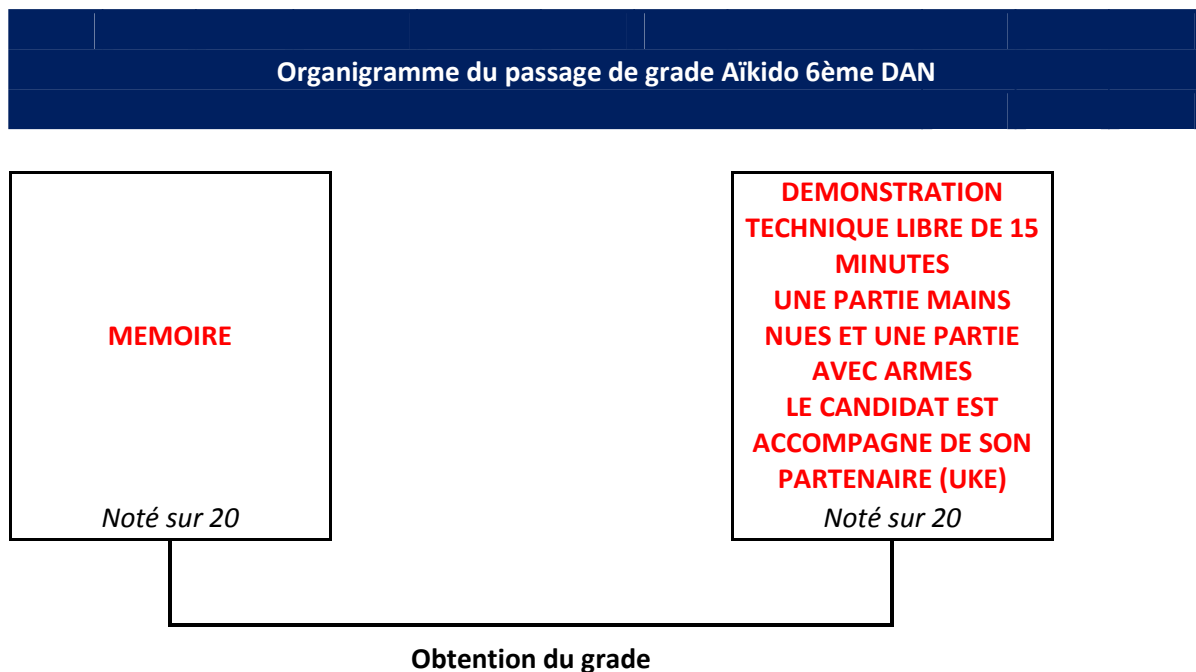 Organigramme du passage de grade Aïkido 6ème DAN
MEMOIRE
Noté sur 20
DEMONSTRATION
TECHNIQUE LIBRE DE 15
MINUTES
UNE PARTIE MAINS
NUES ET UNE PARTIE
AVEC ARMES
LE CANDIDAT EST
ACCOMPAGNE DE SON
PARTENAIRE (UKE)
Noté sur 20
Obtention du grade